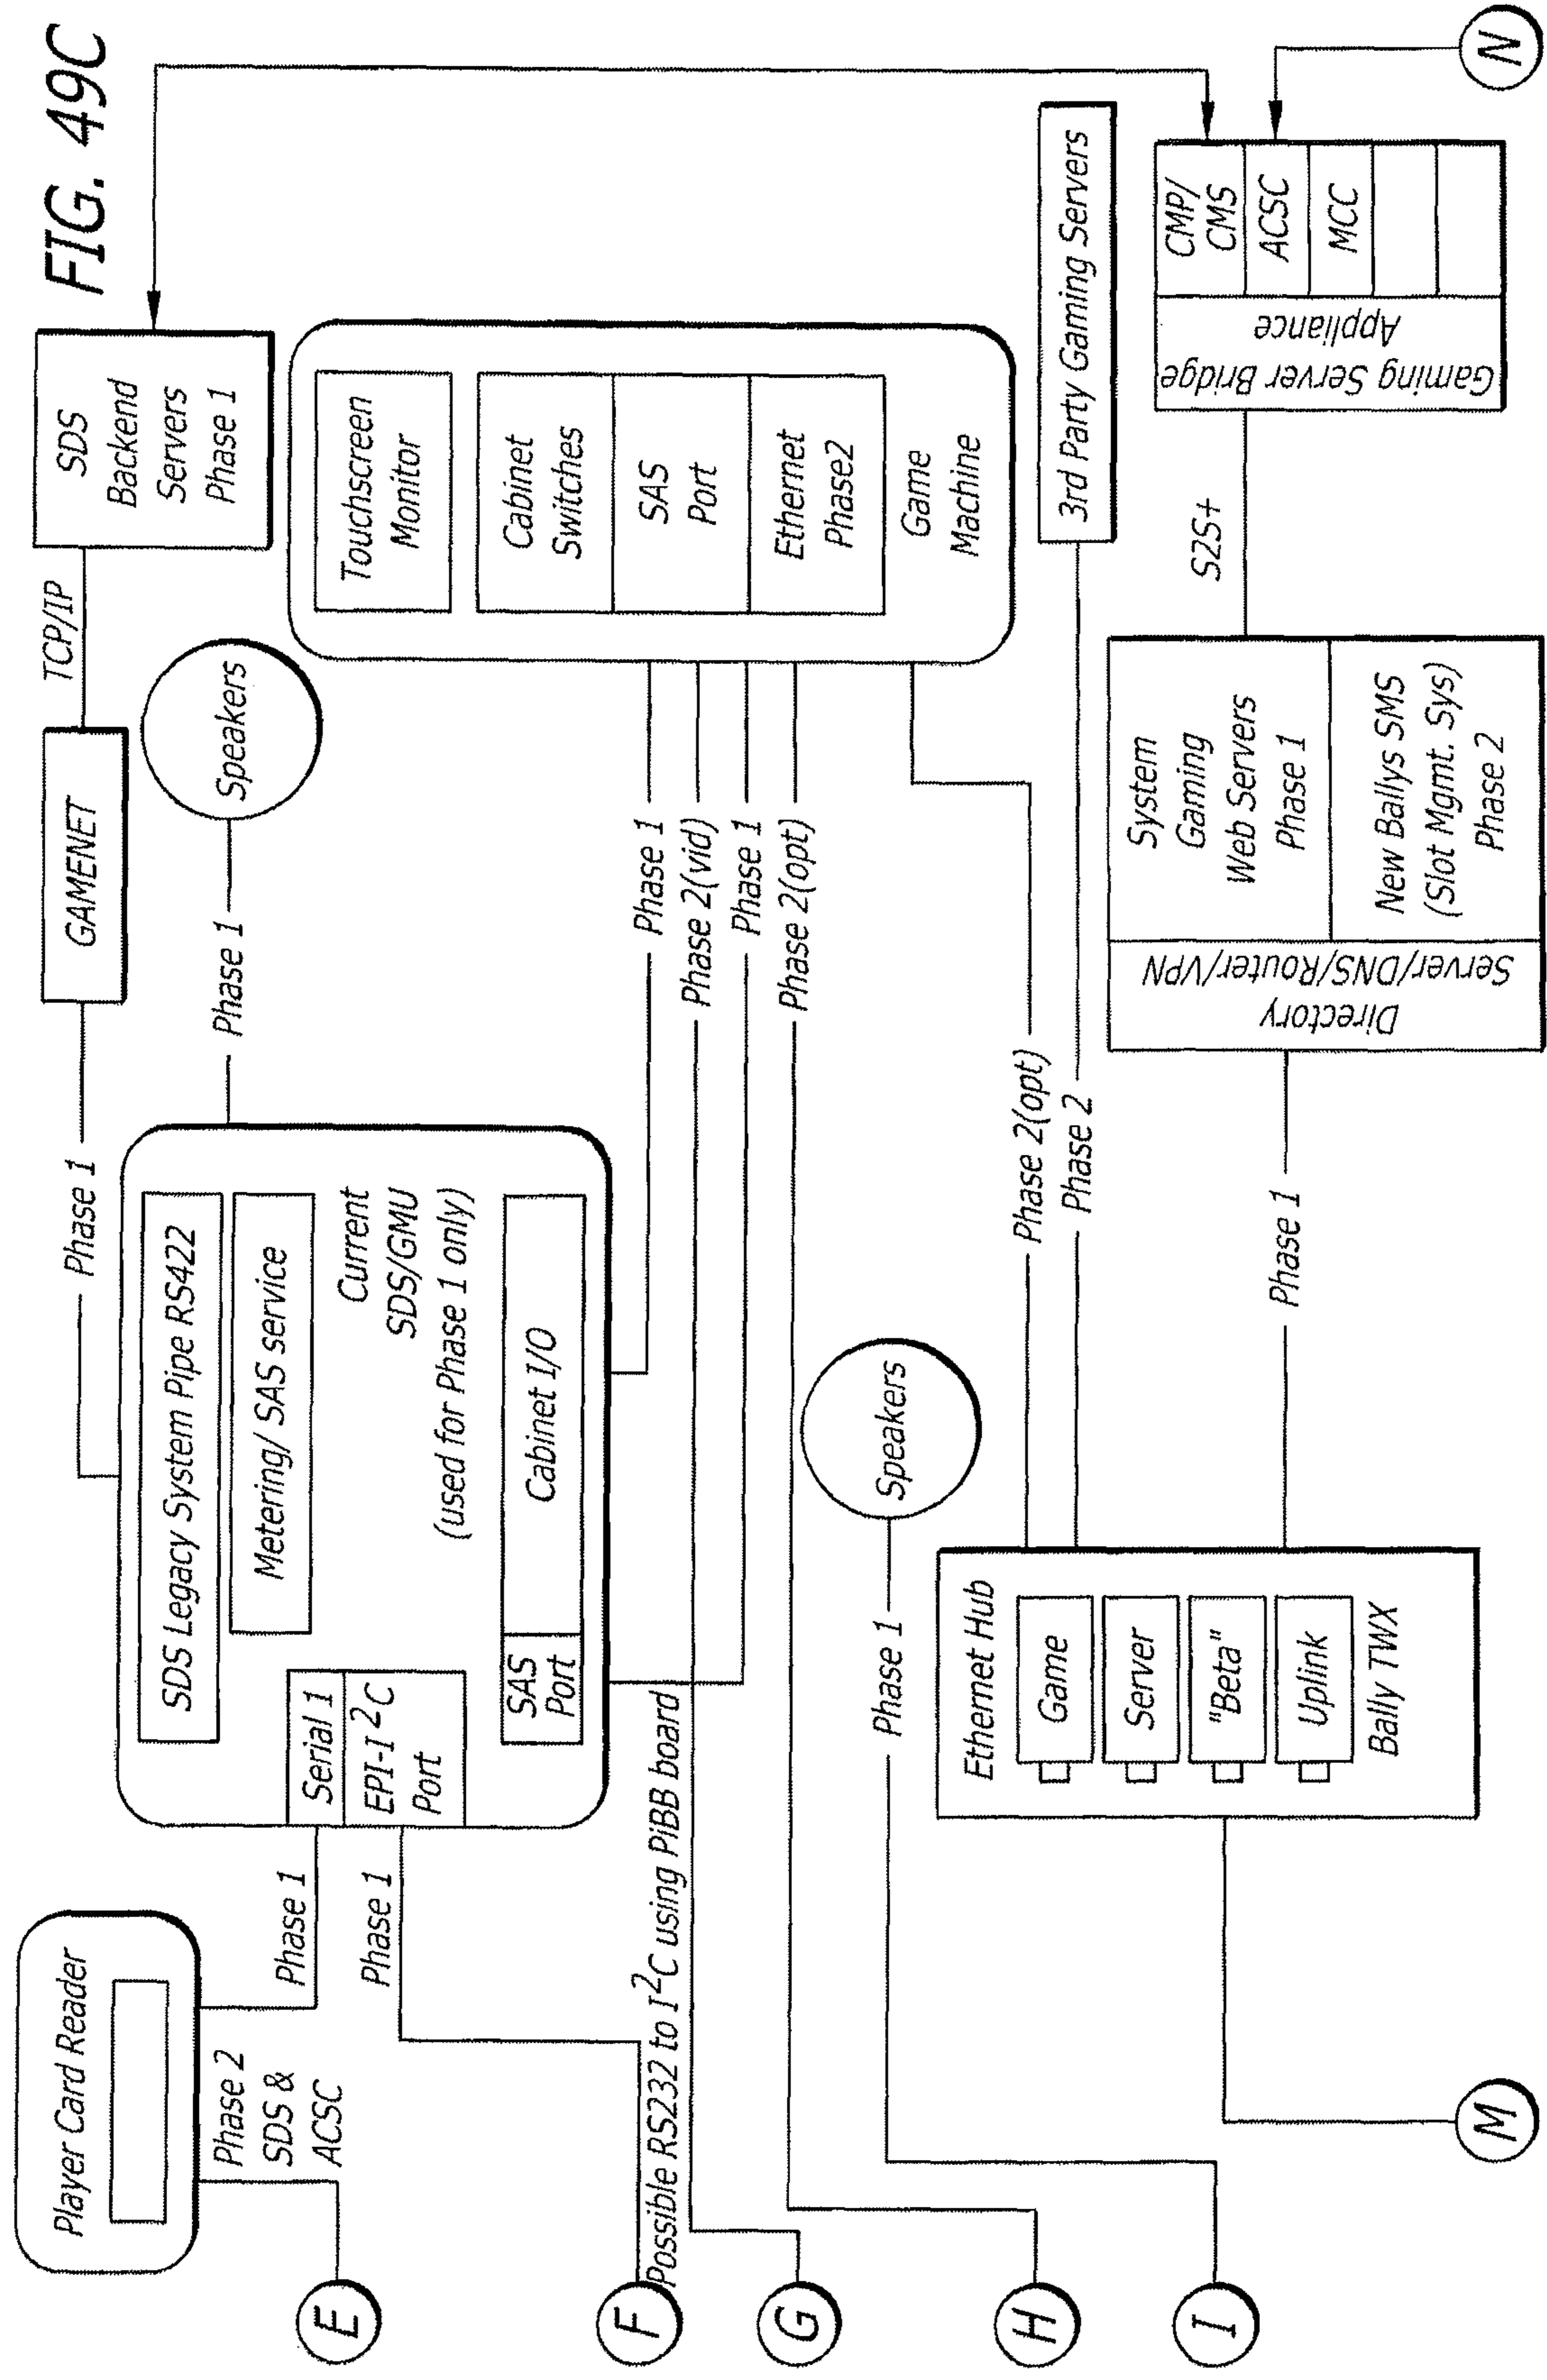 FIG. 49C
Player Card Reader
Phase 2
SDS &
ACSC
E
Phase 1
Phase 1
F
Possible RS232 to I²C using PiBB board
G
H
I
M
N
SDS Legacy System Pipe RS422
Metering/ SAS service
Serial 1
EPI-I²C
Port
Current
SDS/GMU
(used for Phase 1 only)
SAS
Port
Cabinet I/O
Phase 1
GAMENET
TCP/IP
SDS
Backend
Servers
Phase 1
Phase 1
Speakers
Touchscreen
Monitor
Cabinet
Switches
SAS
Port
Ethernet
Phase2
Game
Machine
Phase 1
Phase 2(vid)
Phase 1
Phase 2(opt)
Phase 1
Speakers
Phase 2(opt)
Phase 2
3rd Party Gaming Servers
Ethernet Hub
Game
Server
"Beta"
Uplink
Bally TWX
Phase 1
Directory
Server/DNS/Router/VPN
System
Gaming
Web Servers
Phase 1
New Ballys SMS
(Slot Mgmt. Sys)
Phase 2
S2S+
Gaming Server Bridge
Appliance
CMP/
CMS
ACSC
MCC